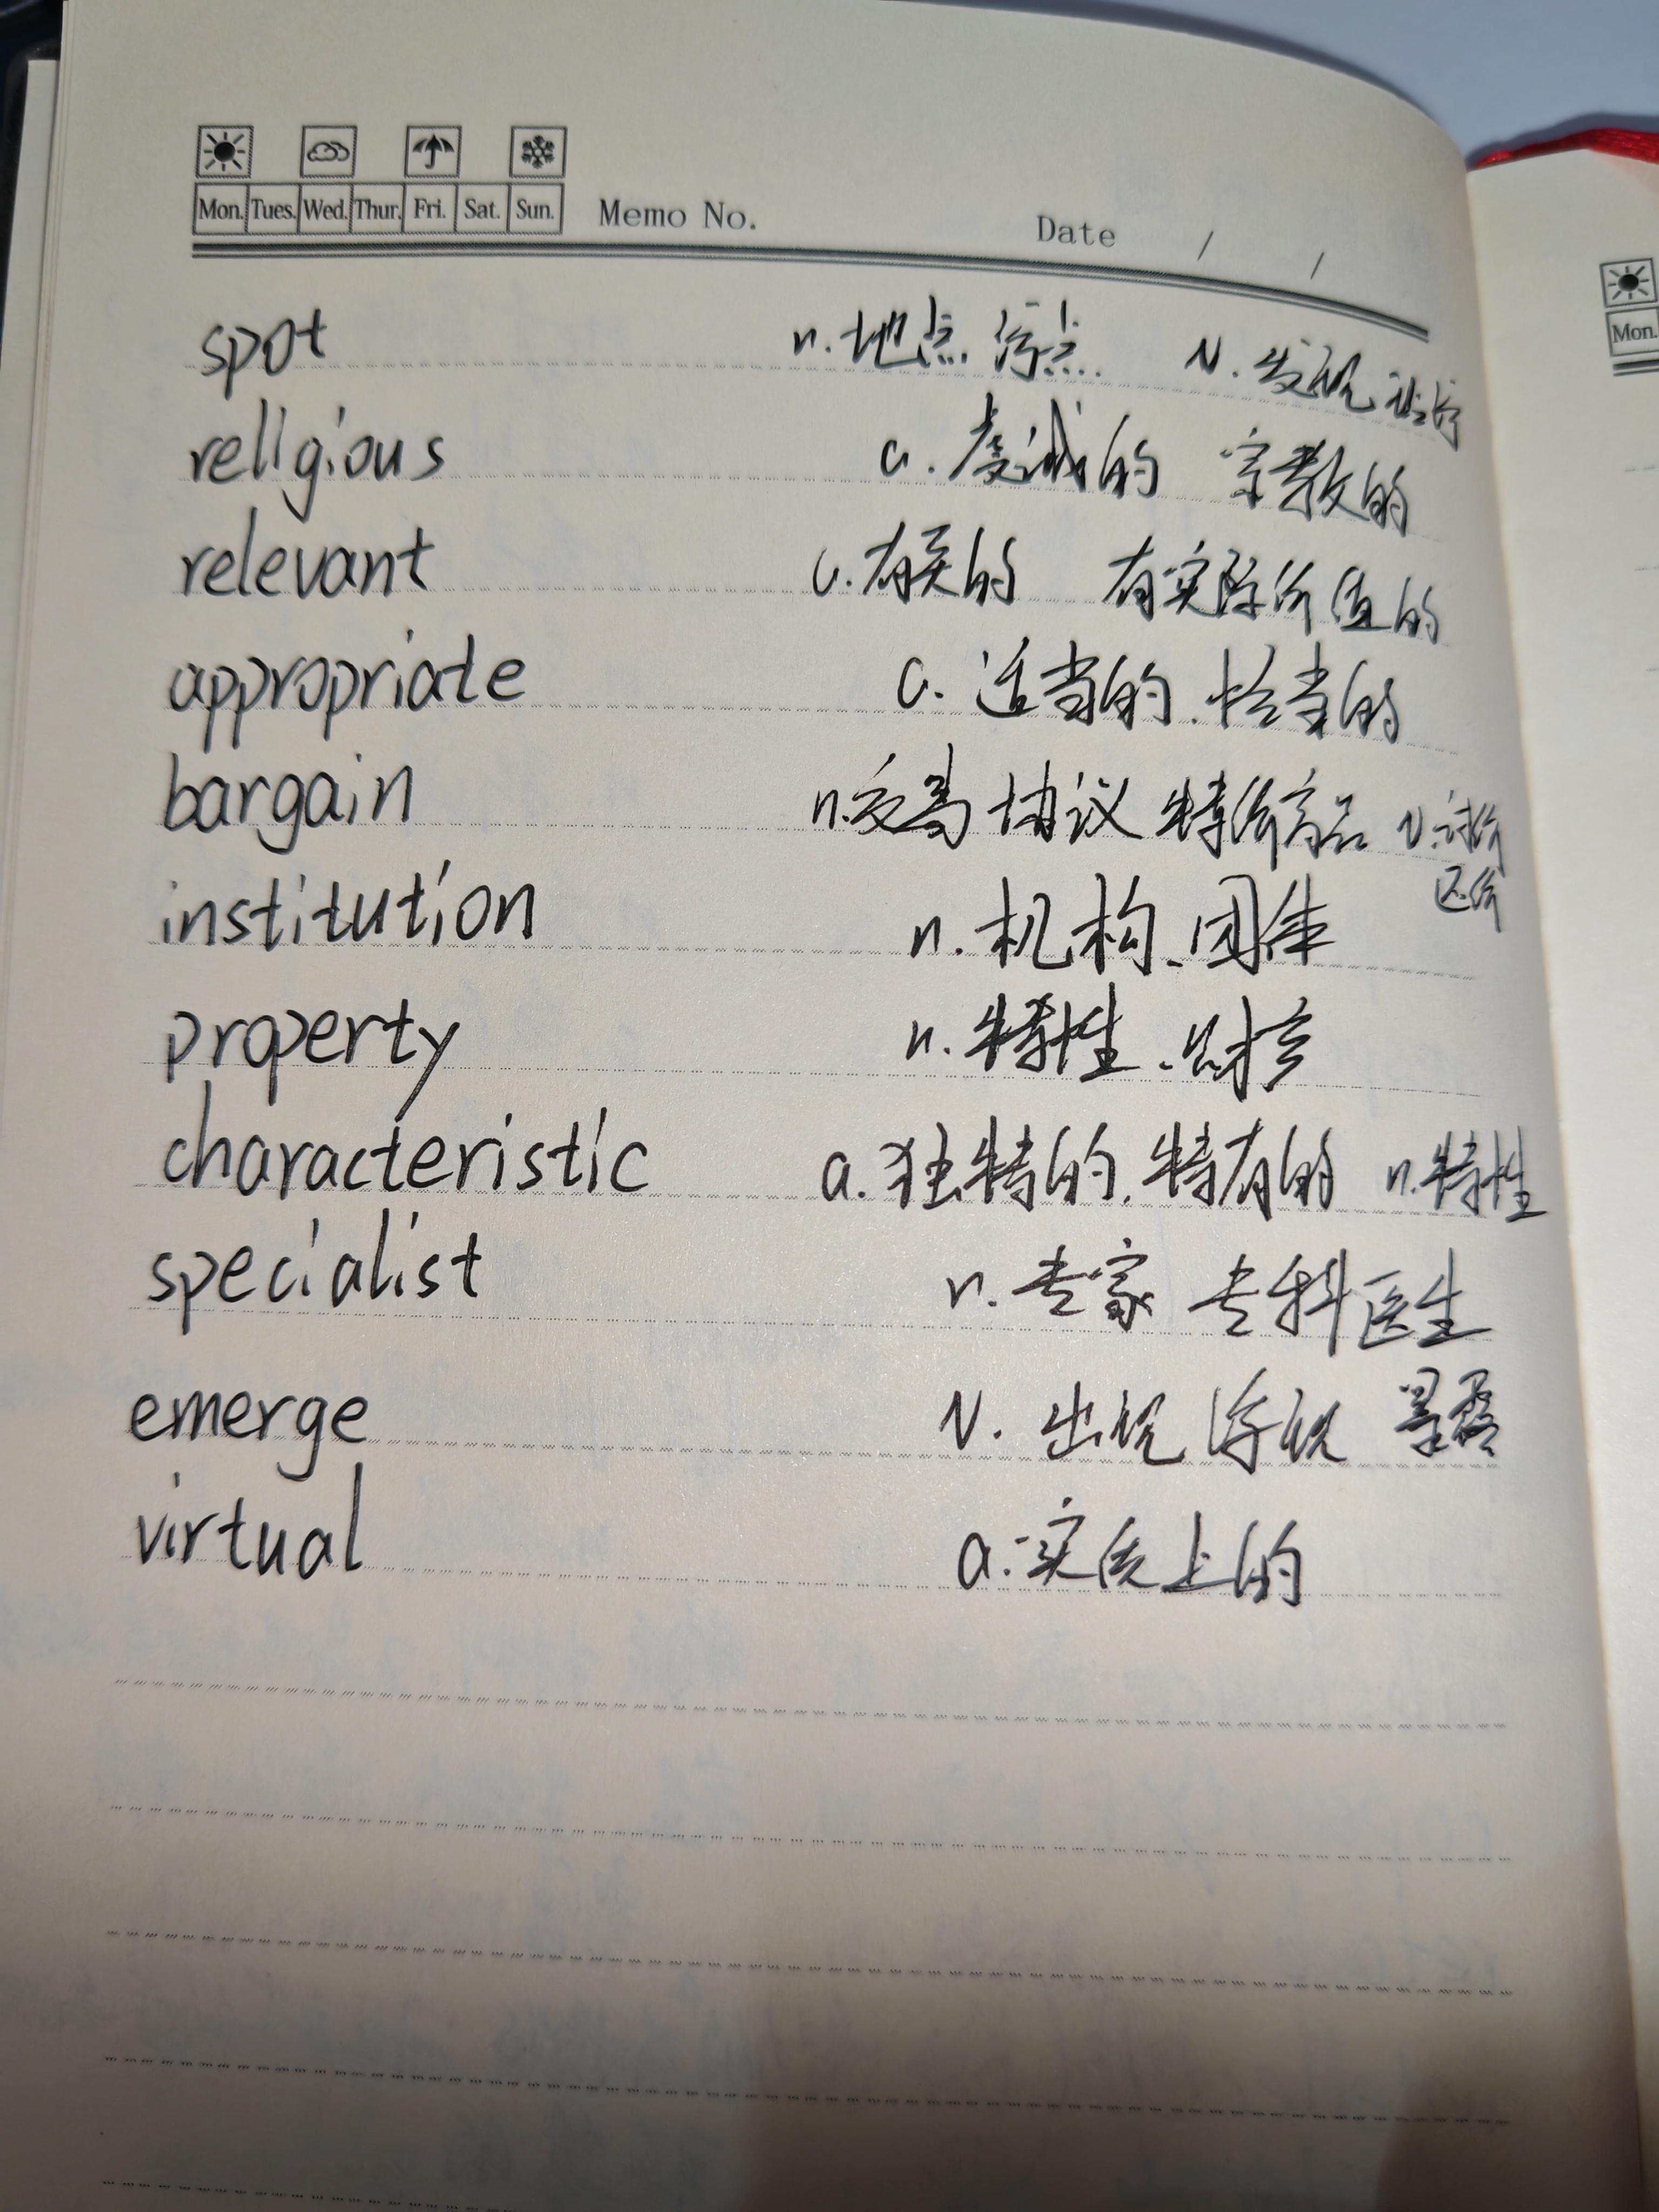 Mon. Tues. Wed. Thur. Fri. Sat. Sun. Memo No. Date / /
Mon.
spot n. 地点. 污点. v. 发现
religious a. 虔诚的 宗教的
relevant a. 有关的 有实际价值的
appropriate a. 适当的. 恰当的
bargain n. 交易 协议 特价商品 v. 讨价
还价
institution n. 机构、团体
property n. 特性、财产
characteristic a. 独特的. 特有的 n. 特性
specialist n. 专家 专科医生
emerge v. 出现 浮现 暴露
virtual a. 实质上的